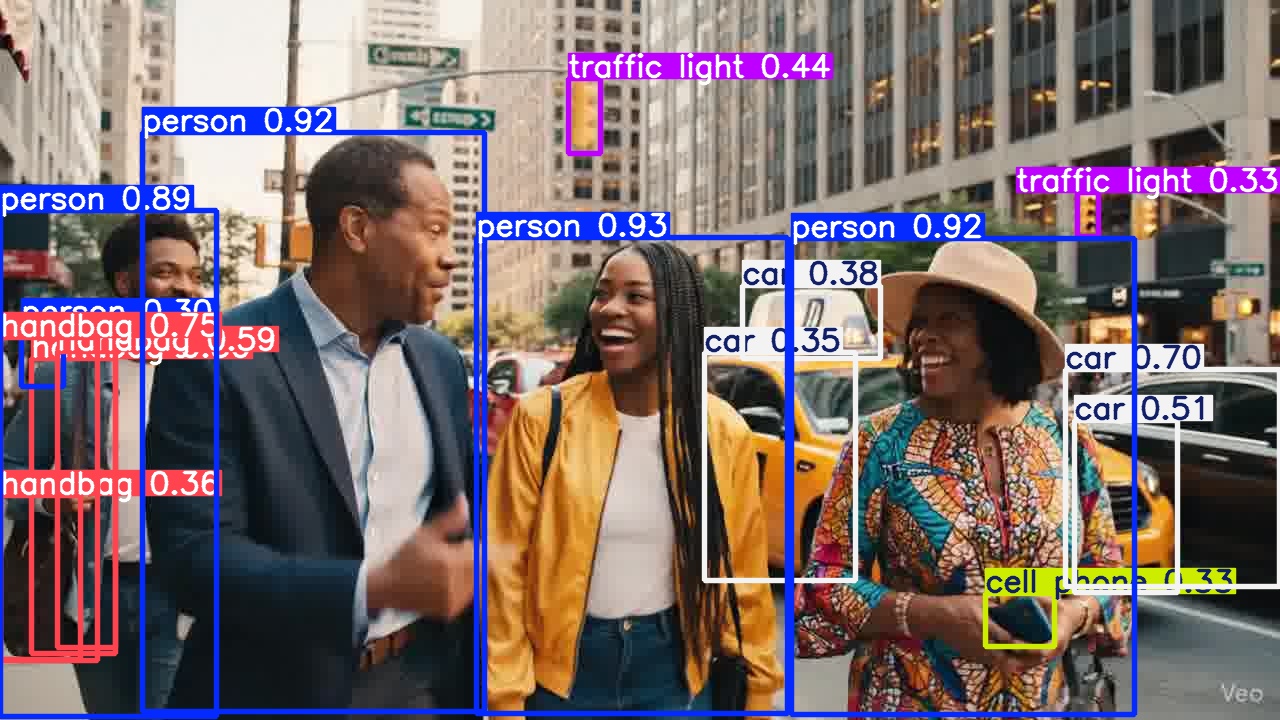 traffic light 0.44
person 0.92
traffic light 0.33
person 0.89
person 0.93
person 0.92
car 0.38
person 0.30
handbag 0.75
handbag 0.59
car 0.35
car 0.70
car 0.51
handbag 0.36
cell phone 0.33
Veo